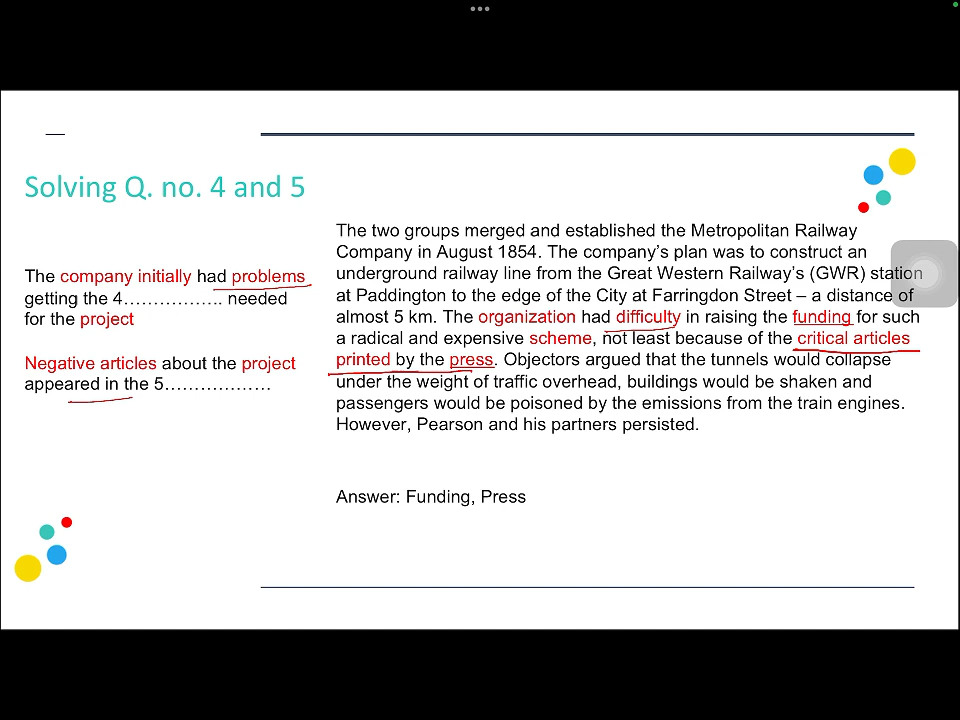 Solving Q. no. 4 and 5
The company initially had problems
getting the 4................. needed
for the project
Negative articles about the project
appeared in the 5..................
The two groups merged and established the Metropolitan Railway
Company in August 1854. The company's plan was to construct an
underground railway line from the Great Western Railway's (GWR) station
at Paddington to the edge of the City at Farringdon Street – a distance of
almost 5 km. The organization had difficulty in raising the funding for such
a radical and expensive scheme, not least because of the critical articles
printed by the press. Objectors argued that the tunnels would collapse
under the weight of traffic overhead, buildings would be shaken and
passengers would be poisoned by the emissions from the train engines.
However, Pearson and his partners persisted.
Answer: Funding, Press